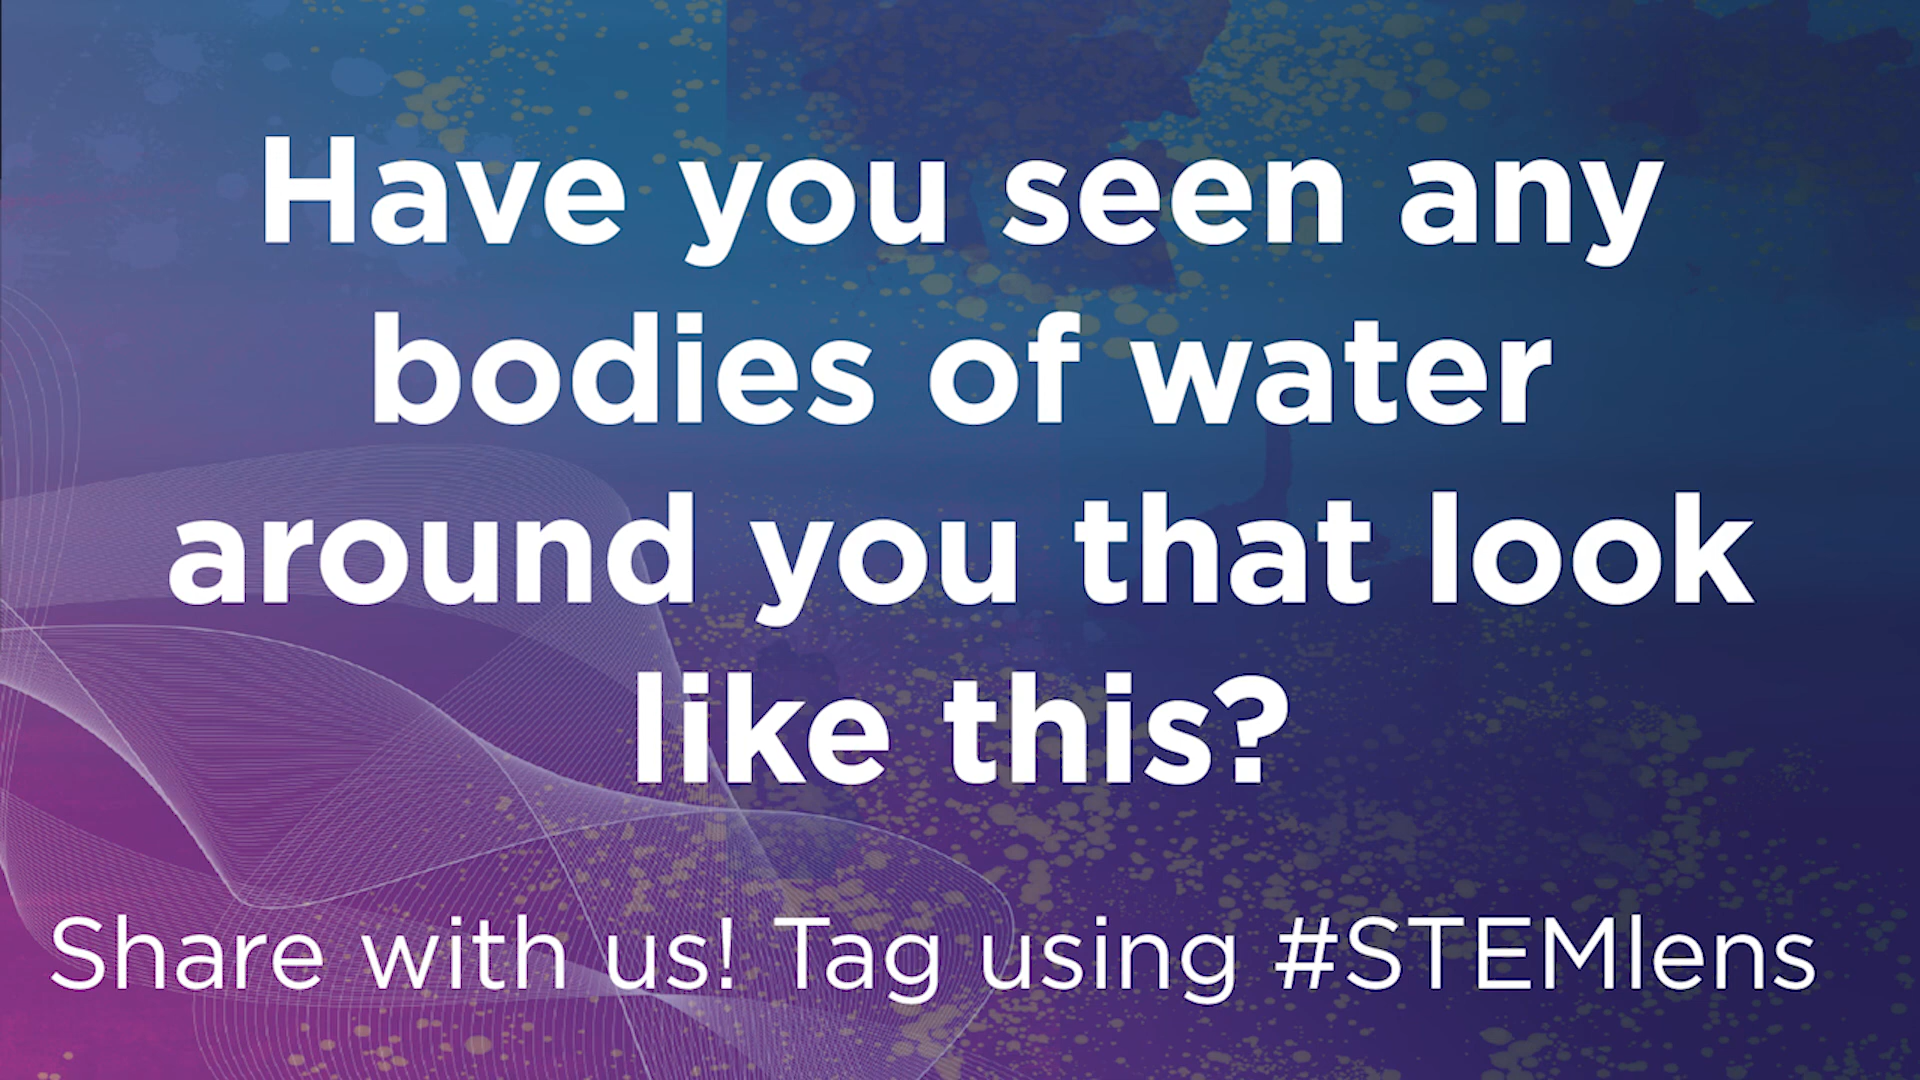 Have you seen any
bodies of water
around you that look
like this?
Share with us! Tag using #STEMlens